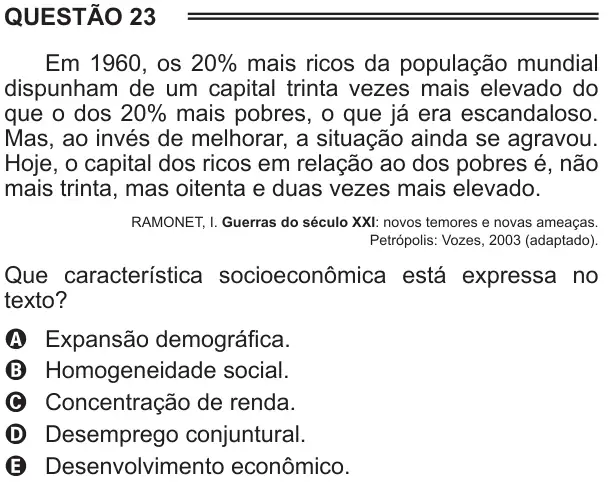 QUESTÃO 23
Em 1960, os 20% mais ricos da população mundial
dispunham de um capital trinta vezes mais elevado do
que o dos 20% mais pobres, o que já era escandaloso.
Mas, ao invés de melhorar, a situação ainda se agravou.
Hoje, o capital dos ricos em relação ao dos pobres é, não
mais trinta, mas oitenta e duas vezes mais elevado.
RAMONET, I. Guerras do século XXI: novos temores e novas ameaças.
Petrópolis: Vozes, 2003 (adaptado).
Que característica socioeconômica está expressa no
texto?
A Expansão demográfica.
B Homogeneidade social.
C Concentração de renda.
D Desemprego conjuntural.
E Desenvolvimento econômico.